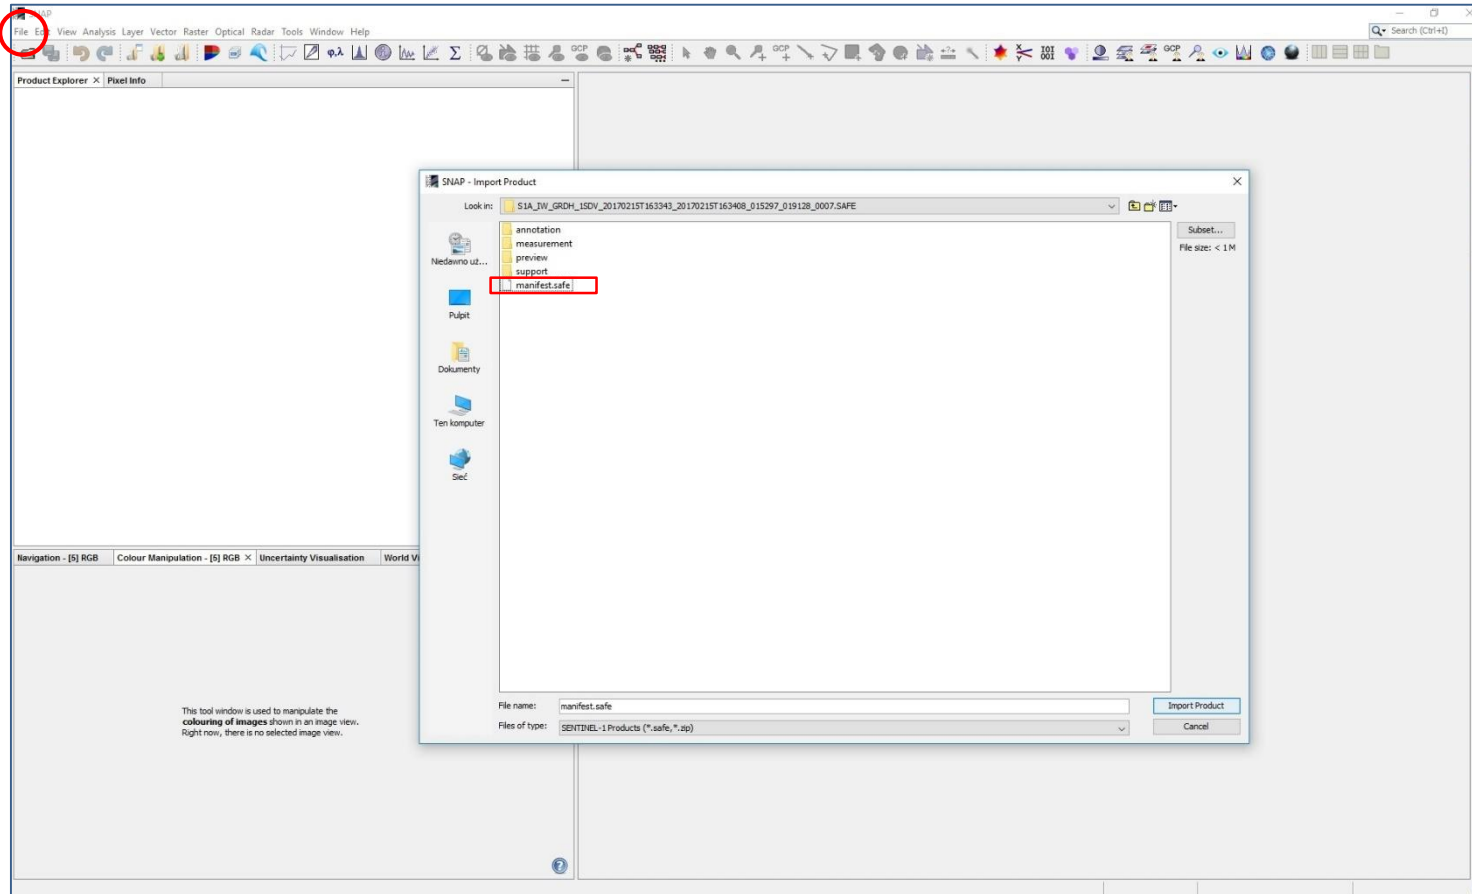 SNAP
File Edit View Analysis Layer Vector Raster Optical Radar Tools Window Help
Search (Ctrl+I)
Product Explorer × Pixel Info
SNAP - Import Product
Look in: S1A_IW_GRDH_1SDV_20170215T163343_20170215T163408_015297_019128_0007.SAFE
annotation
measurement
preview
support
manifest.safe
Subset...
File size: < 1M
Niedawno uż...
Pulpit
Dokumenty
Ten komputer
Sieć
File name: manifest.safe
Import Product
Files of type: SENTINEL-1 Products (*.safe,*.zip)
Cancel
Navigation - [5] RGB Colour Manipulation - [5] RGB × Uncertainty Visualisation World Vi
This tool window is used to manipulate the
colouring of images shown in an image view.
Right now, there is no selected image view.